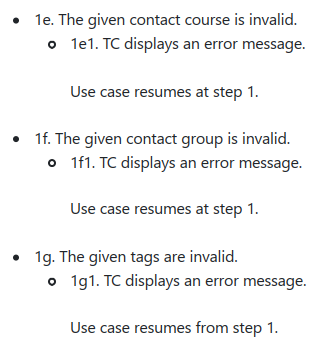 1e. The given contact course is invalid.
1e1. TC displays an error message.
Use case resumes at step 1.
1f. The given contact group is invalid.
1f1. TC displays an error message.
Use case resumes at step 1.
1g. The given tags are invalid.
1g1. TC displays an error message.
Use case resumes from step 1.